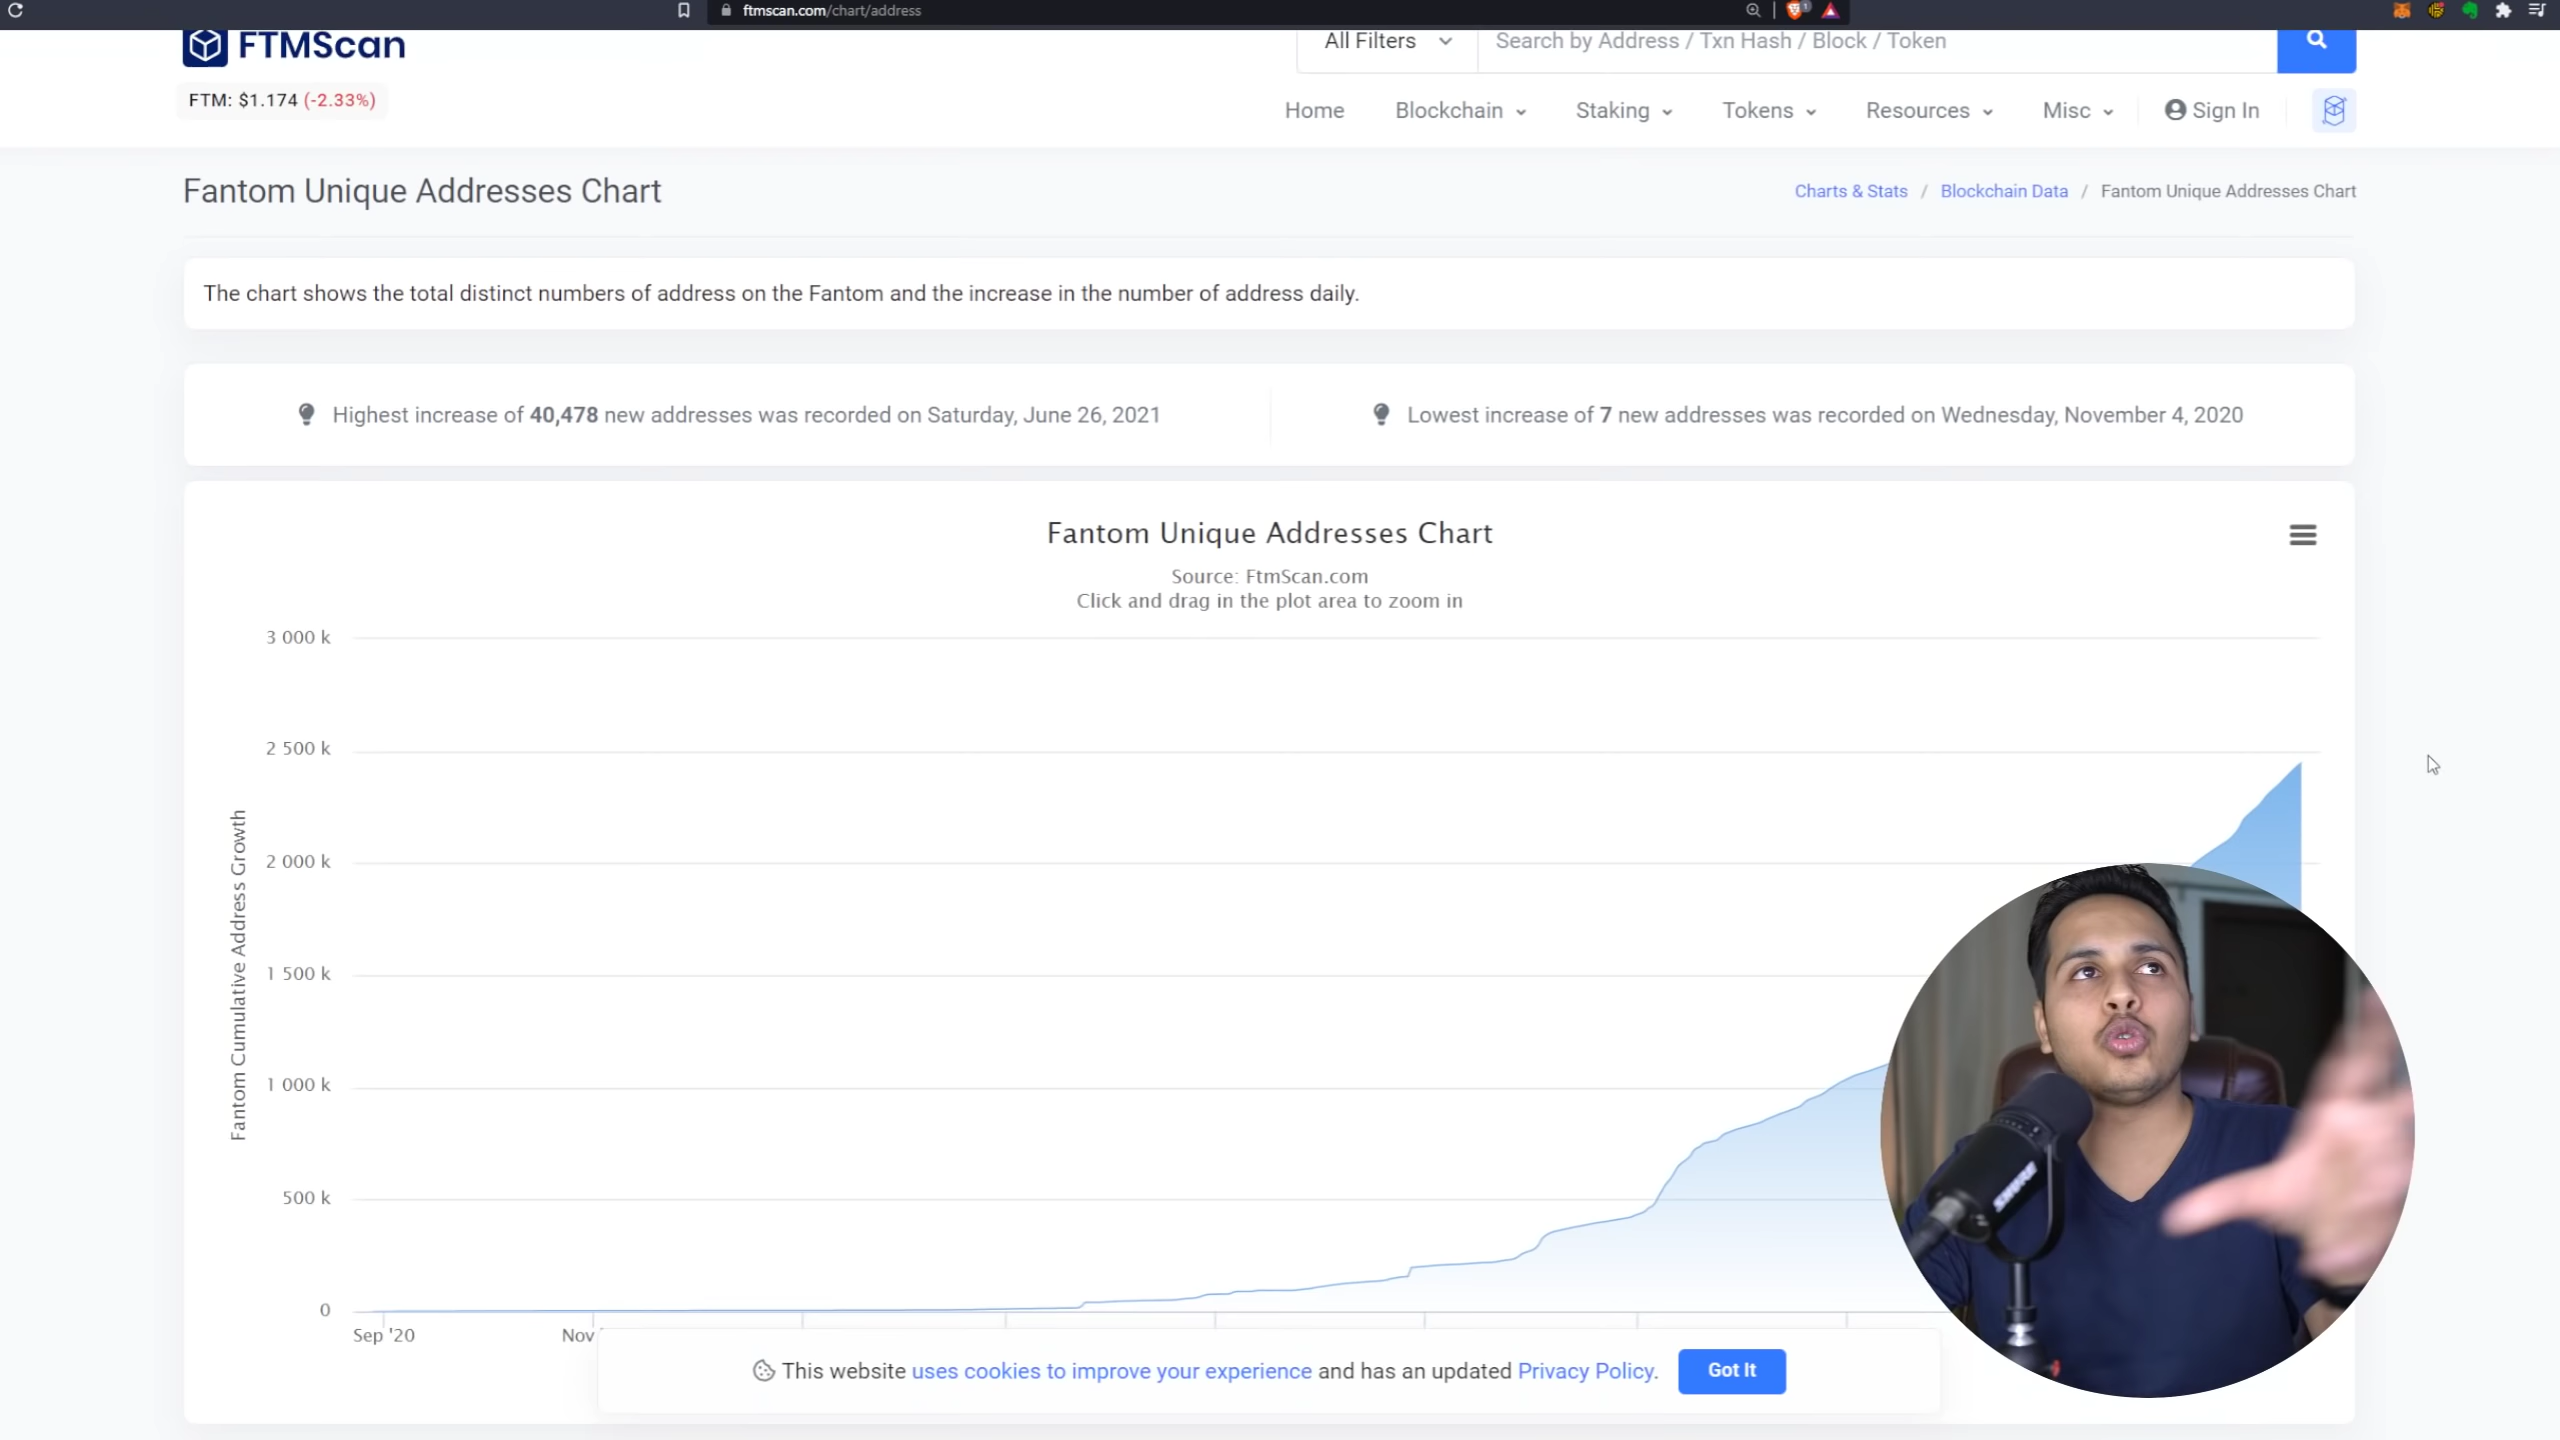 ftmscan.com/chart/address
FTMScan
All Filters
Search by Address / Txn Hash / Block / Token
FTM: $1.174 (-2.33%)
Home Blockchain Staking Tokens Resources Misc Sign In
Fantom Unique Addresses Chart
Charts & Stats / Blockchain Data / Fantom Unique Addresses Chart
The chart shows the total distinct numbers of address on the Fantom and the increase in the number of address daily.
Highest increase of 40,478 new addresses was recorded on Saturday, June 26, 2021
Lowest increase of 7 new addresses was recorded on Wednesday, November 4, 2020
Fantom Unique Addresses Chart
Source: FtmScan.com
Click and drag in the plot area to zoom in
Fantom Cumulative Address Growth
3 000 k
2 500 k
2 000 k
1 500 k
1 000 k
500 k
0
Sep '20
Nov
This website uses cookies to improve your experience and has an updated Privacy Policy.
Got It
SHURE